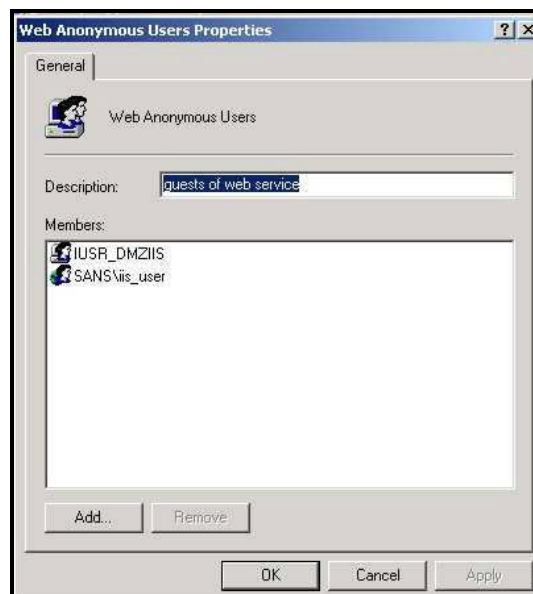 Web Anonymous Users Properties
General
Web Anonymous Users
Description: guests of web service
Members:
IUSR_DMZIIS
SANS\iis_user
Add... Remove
OK Cancel Apply